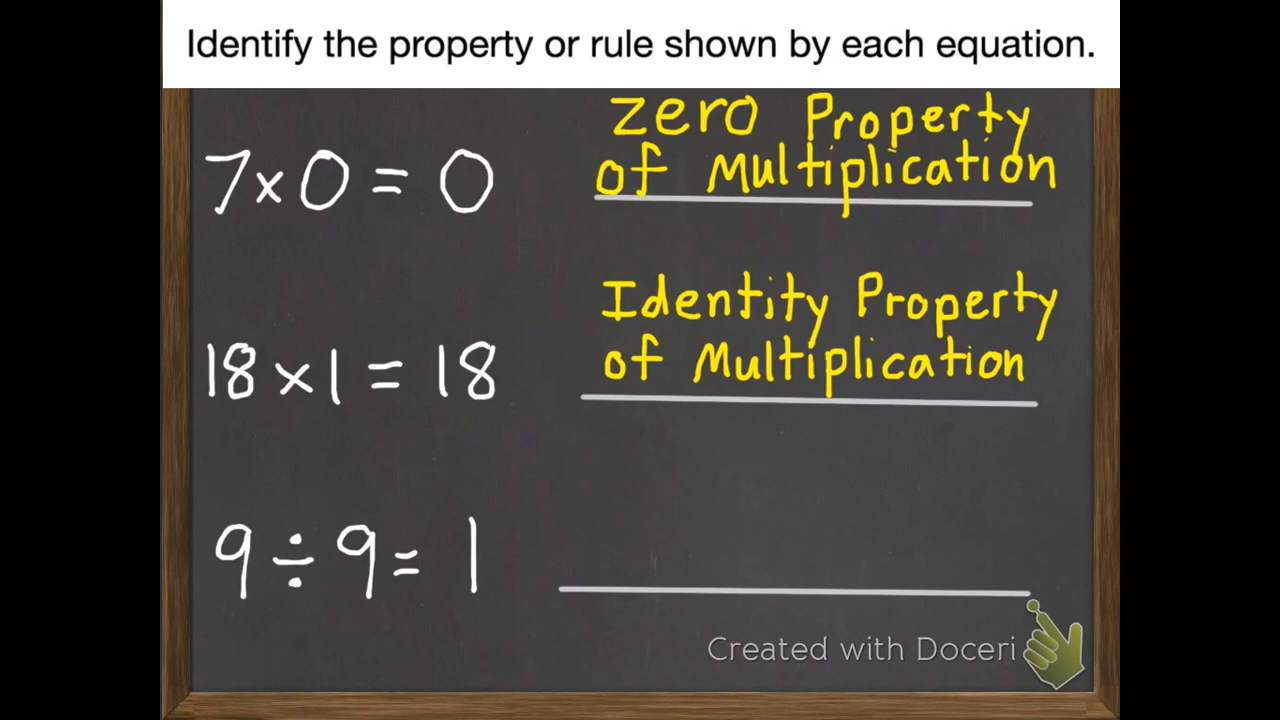 Identify the property or rule shown by each equation.
zero Property
of Multiplication
7 × 0 = 0
Identity Property
of Multiplication
18 × 1 = 18
9 ÷ 9 = 1
Created with Doceri